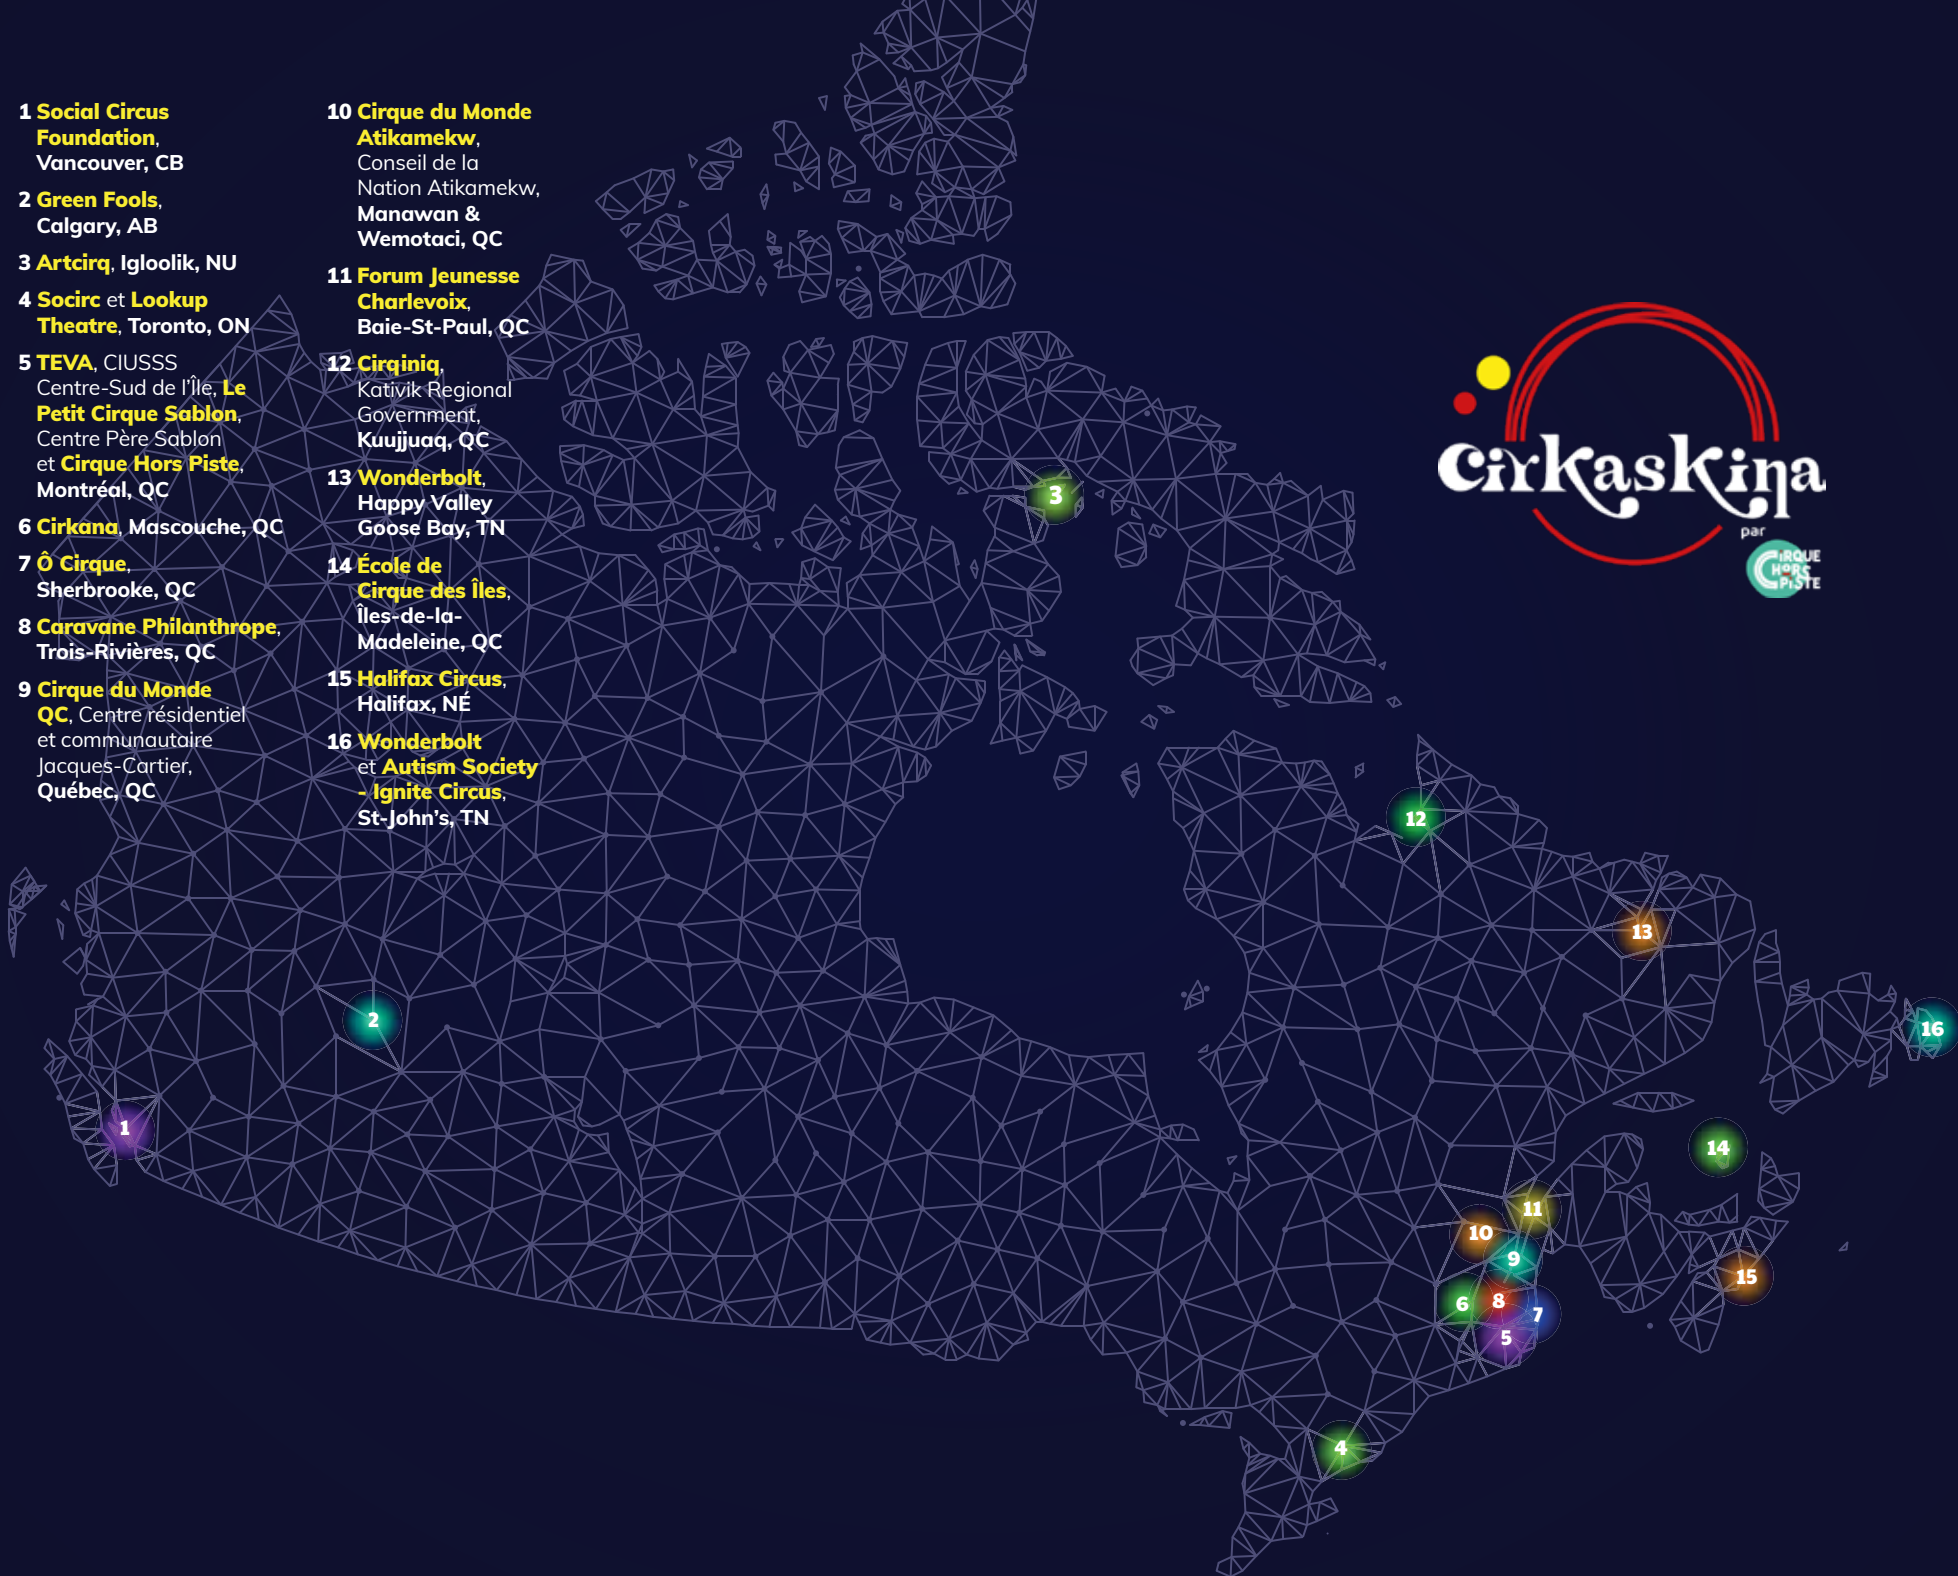 1 Social Circus
Foundation,
Vancouver, CB
2 Green Fools,
Calgary, AB
3 Artcirq, Igloolik, NU
4 Socirc et Lookup
Theatre, Toronto, ON
5 TEVA, CIUSSS
Centre-Sud de l'Île, Le
Petit Cirque Sablon,
Centre Père Sablon
et Cirque Hors Piste,
Montréal, QC
6 Cirkana, Mascouche, QC
7 Ô Cirque,
Sherbrooke, QC
8 Caravane Philanthrope,
Trois-Rivières, QC
9 Cirque du Monde
QC, Centre résidentiel
et communautaire
Jacques-Cartier,
Québec, QC
10 Cirque du Monde
Atikamekw,
Conseil de la
Nation Atikamekw,
Manawan &
Wemotaci, QC
11 Forum Jeunesse
Charlevoix,
Baie-St-Paul, QC
12 Cirqiniq,
Kativik Regional
Government,
Kuujjuaq, QC
13 Wonderbolt,
Happy Valley
Goose Bay, TN
14 École de
Cirque des Îles,
Îles-de-la-
Madeleine, QC
15 Halifax Circus,
Halifax, NÉ
16 Wonderbolt
et Autism Society
- Ignite Circus,
St-John's, TN
Cirkaskina
par
CIRQUE
HORS
PISTE
3
12
13
2
16
1
14
11
10
9
15
6
8
7
5
4